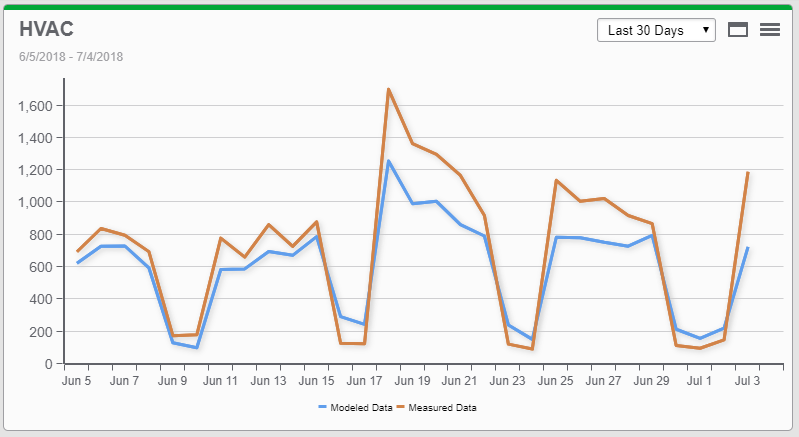 HVAC
Last 30 Days
6/5/2018 - 7/4/2018
1,600
1,400
1,200
1,000
800
600
400
200
0
Jun 5 Jun 7 Jun 9 Jun 11 Jun 13 Jun 15 Jun 17 Jun 19 Jun 21 Jun 23 Jun 25 Jun 27 Jun 29 Jul 1 Jul 3
Modeled Data Measured Data